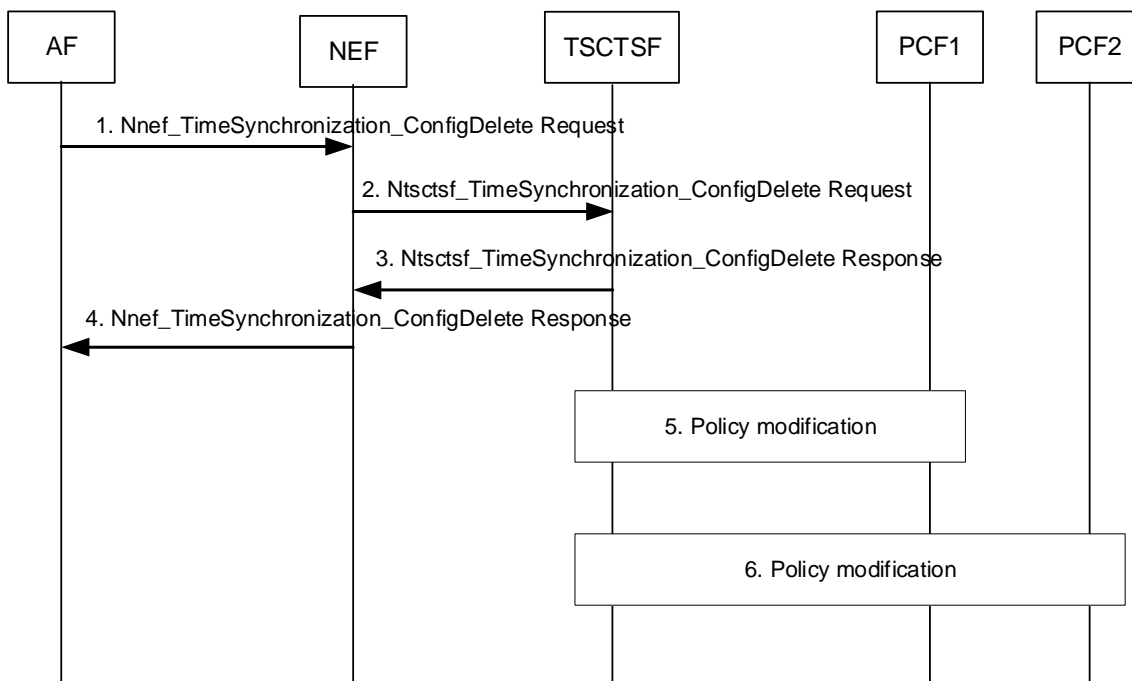 AF
NEF
TSCTSF
PCF1
PCF2
1. Nnef_TimeSynchronization_ConfigDelete Request
2. Ntsctsf_TimeSynchronization_ConfigDelete Request
3. Ntsctsf_TimeSynchronization_ConfigDelete Response
4. Nnef_TimeSynchronization_ConfigDelete Response
5. Policy modification
6. Policy modification